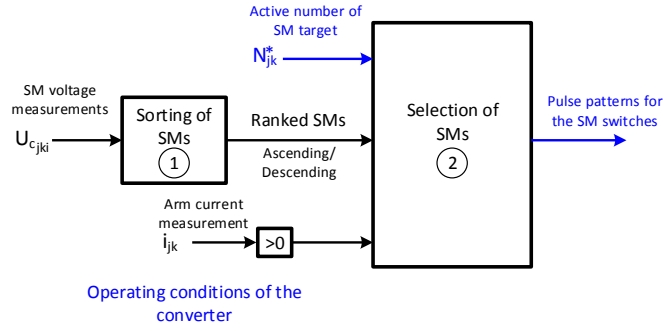 Active number of
SM target
N*jk
SM voltage
measurements
Ucjki
Sorting of
SMs
1
Ranked SMs
Ascending/
Descending
Selection of
SMs
2
Pulse patterns for
the SM switches
Arm current
measurement
ijk
>0
Operating conditions of the
converter